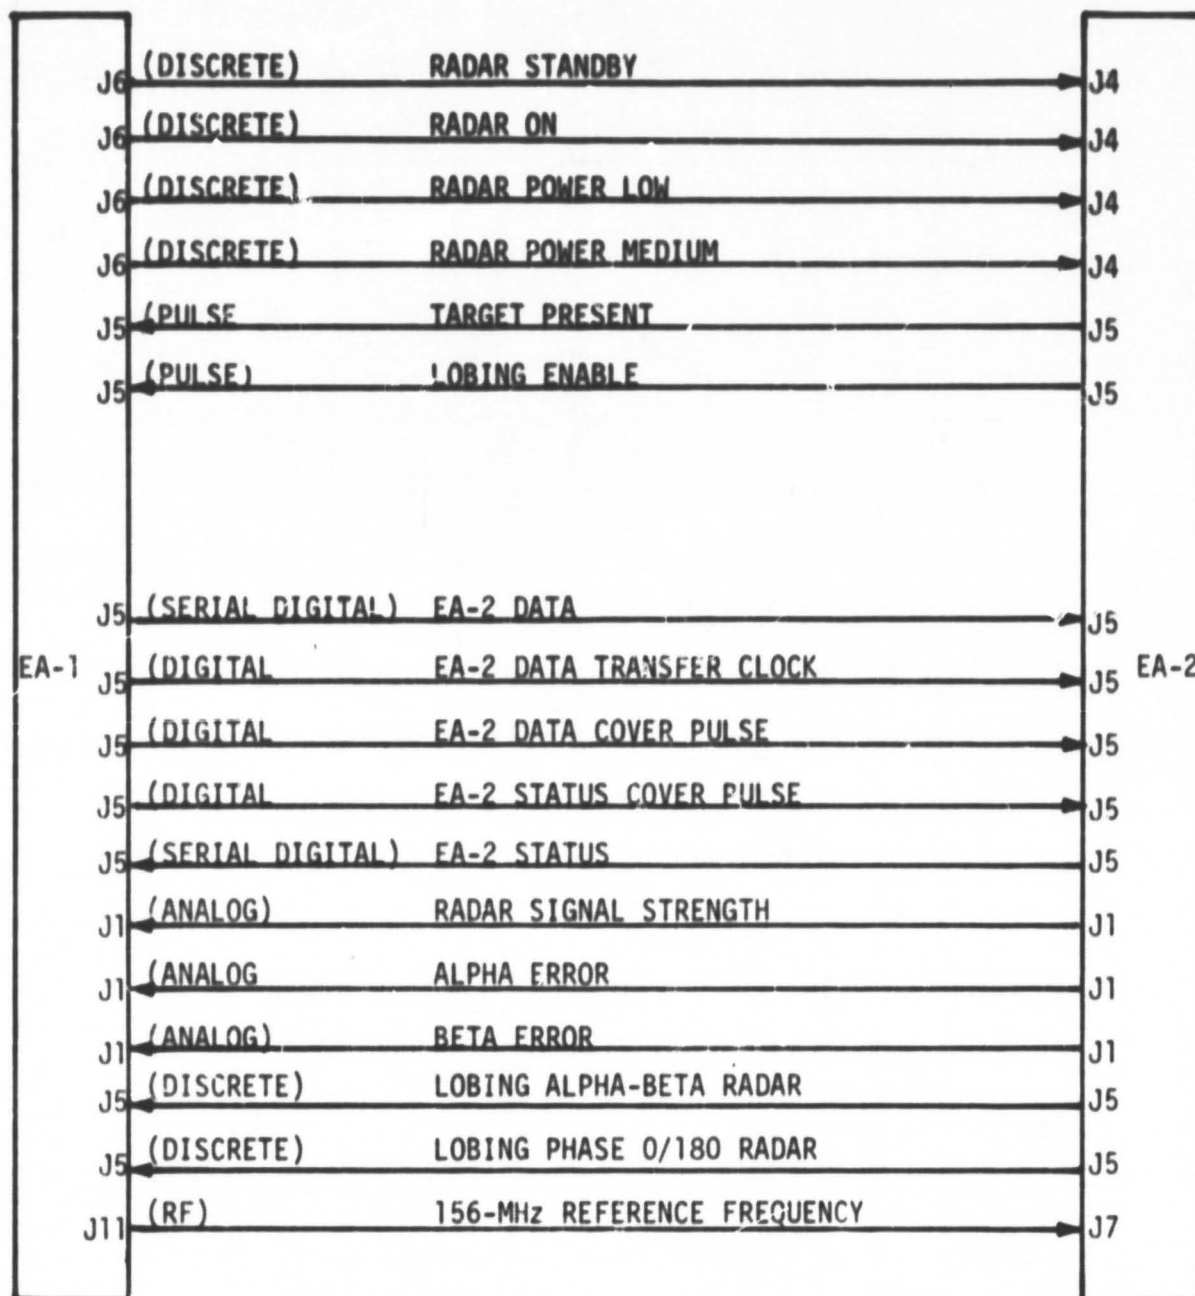 J6 (DISCRETE) RADAR STANDBY J4
J6 (DISCRETE) RADAR ON J4
J6 (DISCRETE) RADAR POWER LOW J4
J6 (DISCRETE) RADAR POWER MEDIUM J4
J5 (PULSE TARGET PRESENT J5
J5 (PULSE) LOBING ENABLE J5
J5 (SERIAL DIGITAL) EA-2 DATA J5
EA-1 J5 (DIGITAL EA-2 DATA TRANSFER CLOCK J5 EA-2
J5 (DIGITAL EA-2 DATA COVER PULSE J5
J5 (DIGITAL EA-2 STATUS COVER PULSE J5
J5 (SERIAL DIGITAL) EA-2 STATUS J5
J1 (ANALOG) RADAR SIGNAL STRENGTH J1
J1 (ANALOG ALPHA ERROR J1
J1 (ANALOG) BETA ERROR J1
J5 (DISCRETE) LOBING ALPHA-BETA RADAR J5
J5 (DISCRETE) LOBING PHASE 0/180 RADAR J5
J11 (RF) 156-MHz REFERENCE FREQUENCY J7